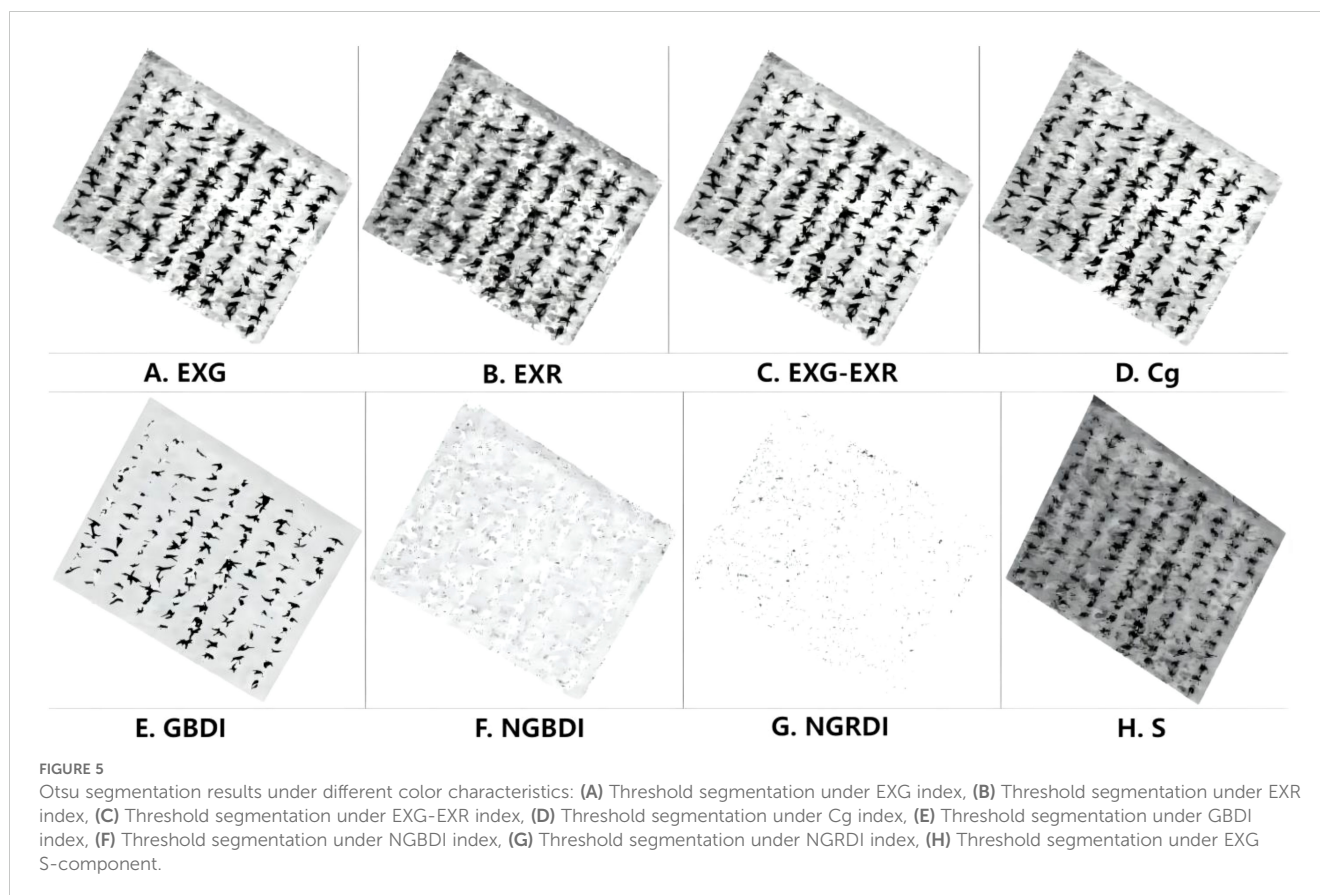 A. EXG
B. EXR
C. EXG-EXR
D. Cg
E. GBDI
F. NGBDI
G. NGRDI
H. S
FIGURE 5
Otsu segmentation results under different color characteristics: (A) Threshold segmentation under EXG index, (B) Threshold segmentation under EXR
index, (C) Threshold segmentation under EXG-EXR index, (D) Threshold segmentation under Cg index, (E) Threshold segmentation under GBDI
index, (F) Threshold segmentation under NGBDI index, (G) Threshold segmentation under NGRDI index, (H) Threshold segmentation under EXG
S-component.